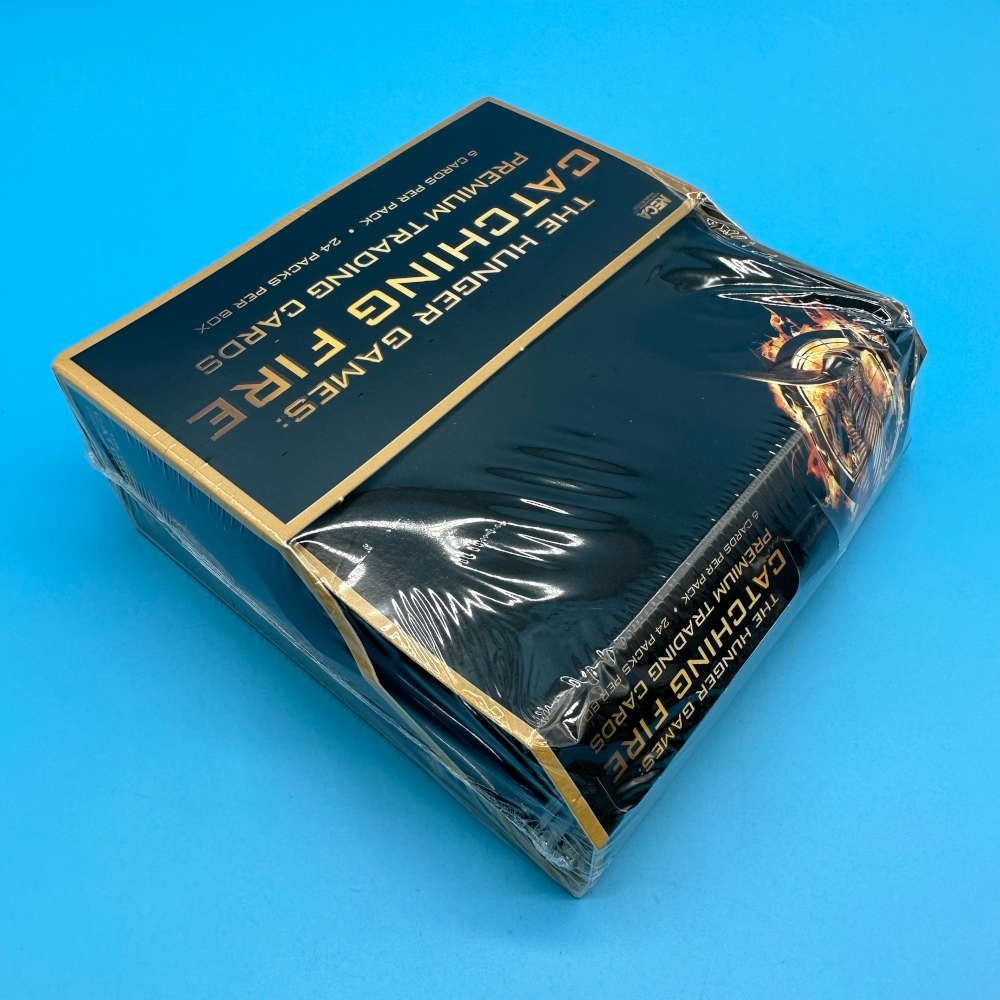 NECA
THE HUNGER GAMES:
CATCHING FIRE
PREMIUM TRADING CARDS
6 CARDS PER PACK • 24 PACKS PER BOX
THE HUNGER GAMES:
CATCHING FIRE
PREMIUM TRADING CARDS
6 CARDS PER PACK • 24 PACKS PER BOX